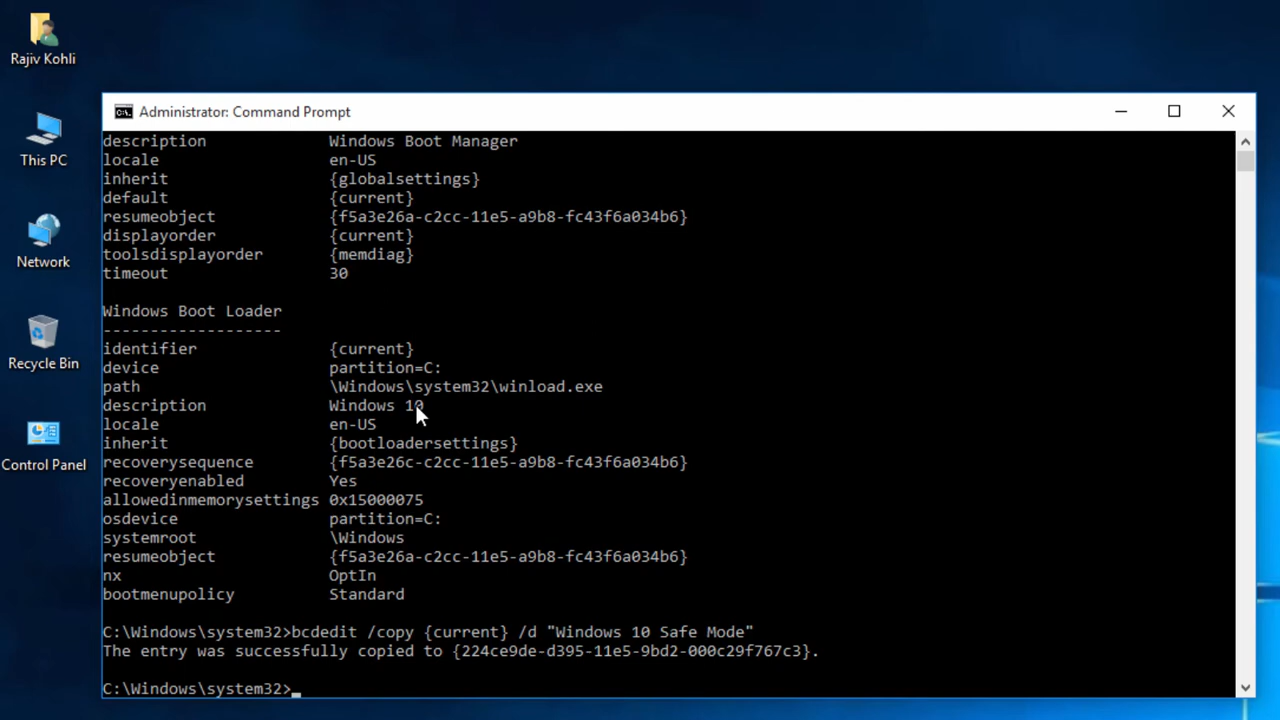 Rajiv Kohli
This PC
Network
Recycle Bin
Control Panel
Administrator: Command Prompt
description Windows Boot Manager
locale en-US
inherit {globalsettings}
default {current}
resumeobject {f5a3e26a-c2cc-11e5-a9b8-fc43f6a034b6}
displayorder {current}
toolsdisplayorder {memdiag}
timeout 30
Windows Boot Loader
-------------------
identifier {current}
device partition=C:
path \Windows\system32\winload.exe
description Windows 10
locale en-US
inherit {bootloadersettings}
recoverysequence {f5a3e26c-c2cc-11e5-a9b8-fc43f6a034b6}
recoveryenabled Yes
allowedinmemorysettings 0x15000075
osdevice partition=C:
systemroot \Windows
resumeobject {f5a3e26a-c2cc-11e5-a9b8-fc43f6a034b6}
nx OptIn
bootmenupolicy Standard
C:\Windows\system32>bcdedit /copy {current} /d "Windows 10 Safe Mode"
The entry was successfully copied to {224ce9de-d395-11e5-9bd2-000c29f767c3}.
C:\Windows\system32>_